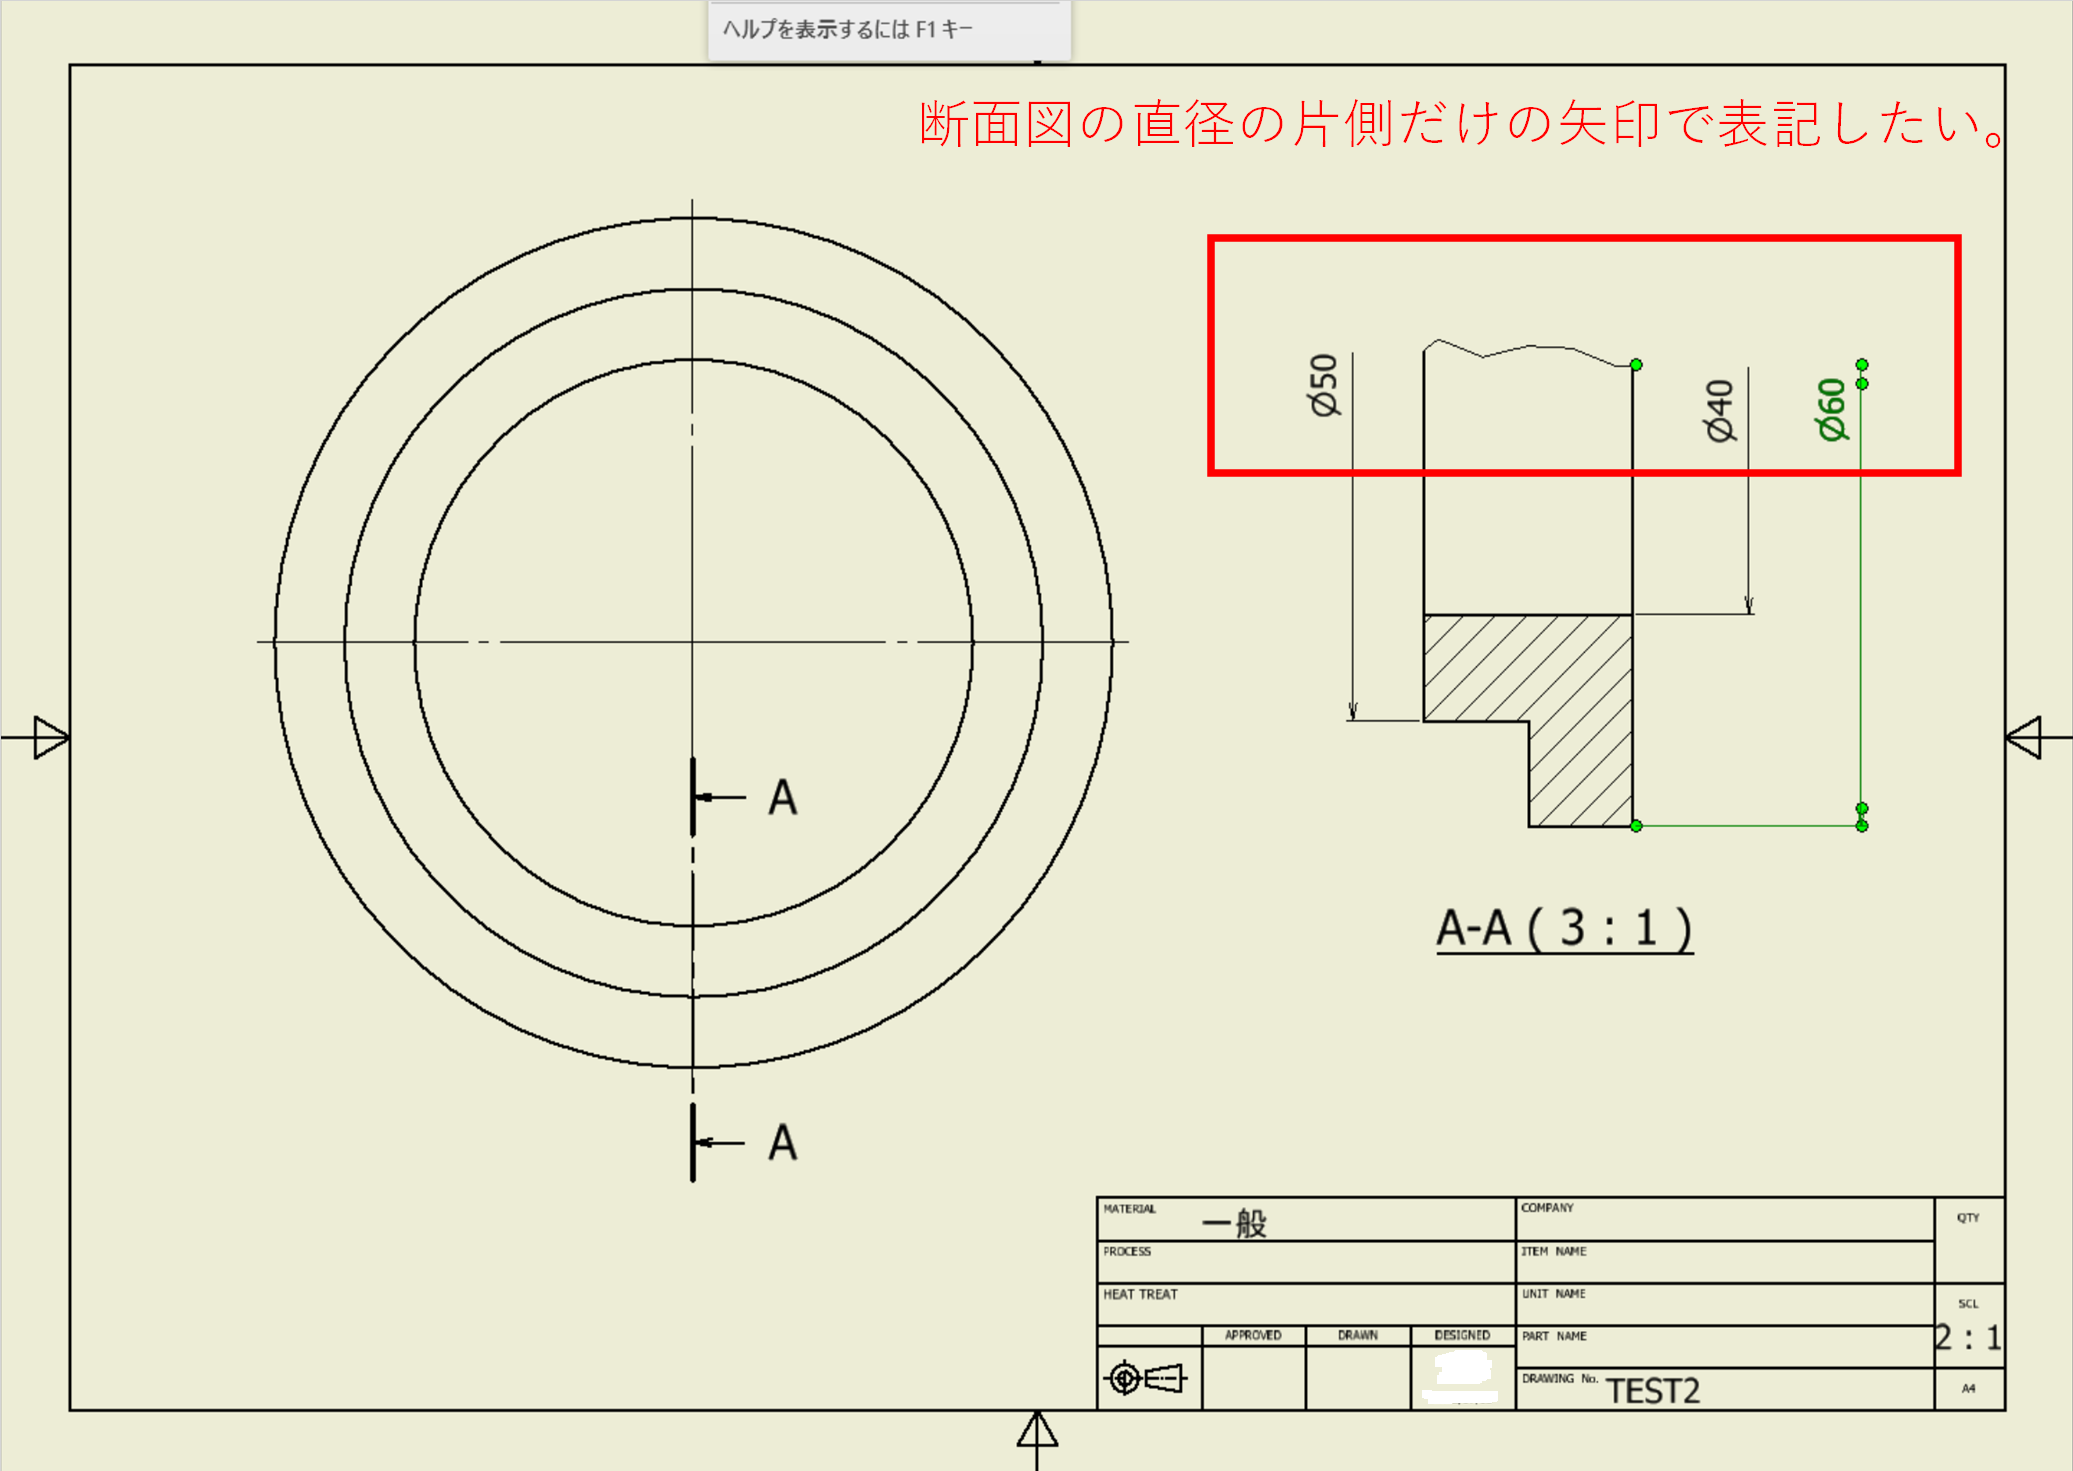 ヘルプを表示するには F1 キー
断面図の直径の片側だけの矢印で表記したい。
Ø50
Ø40
Ø60
A
A
A-A ( 3 : 1 )
MATERIAL
一般
COMPANY
QTY
PROCESS
ITEM NAME
HEAT TREAT
UNIT NAME
SCL
2 : 1
APPROVED
DRAWN
DESIGNED
PART NAME
DRAWING No.
TEST2
A4